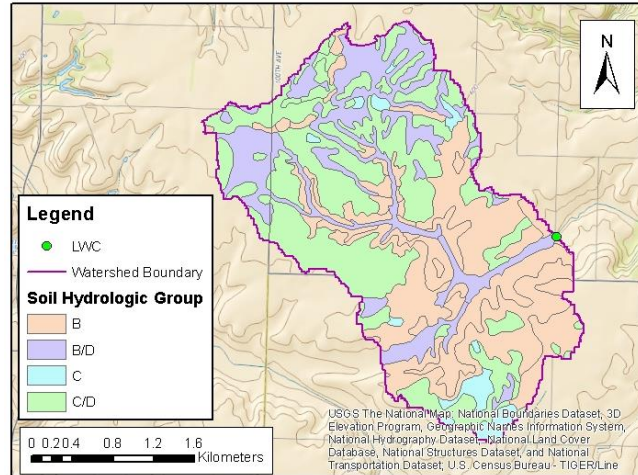 N
100TH AVE
Legend
LWC
Watershed Boundary
Soil Hydrologic Group
B
B/D
C
C/D
0 0.2 0.4 0.8 1.2 1.6
Kilometers
USGS The National Map: National Boundaries Dataset, 3D
Elevation Program, Geographic Names Information System,
National Hydrography Dataset, National Land Cover
Database, National Structures Dataset, and National
Transportation Dataset; U.S. Census Bureau - TIGER/Line